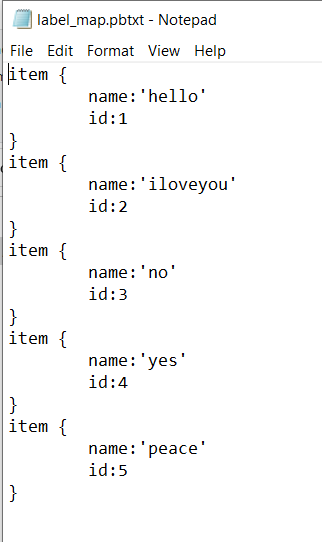 label_map.pbtxt - Notepad
File Edit Format View Help
item {
name:'hello'
id:1
}
item {
name:'iloveyou'
id:2
}
item {
name:'no'
id:3
}
item {
name:'yes'
id:4
}
item {
name:'peace'
id:5
}